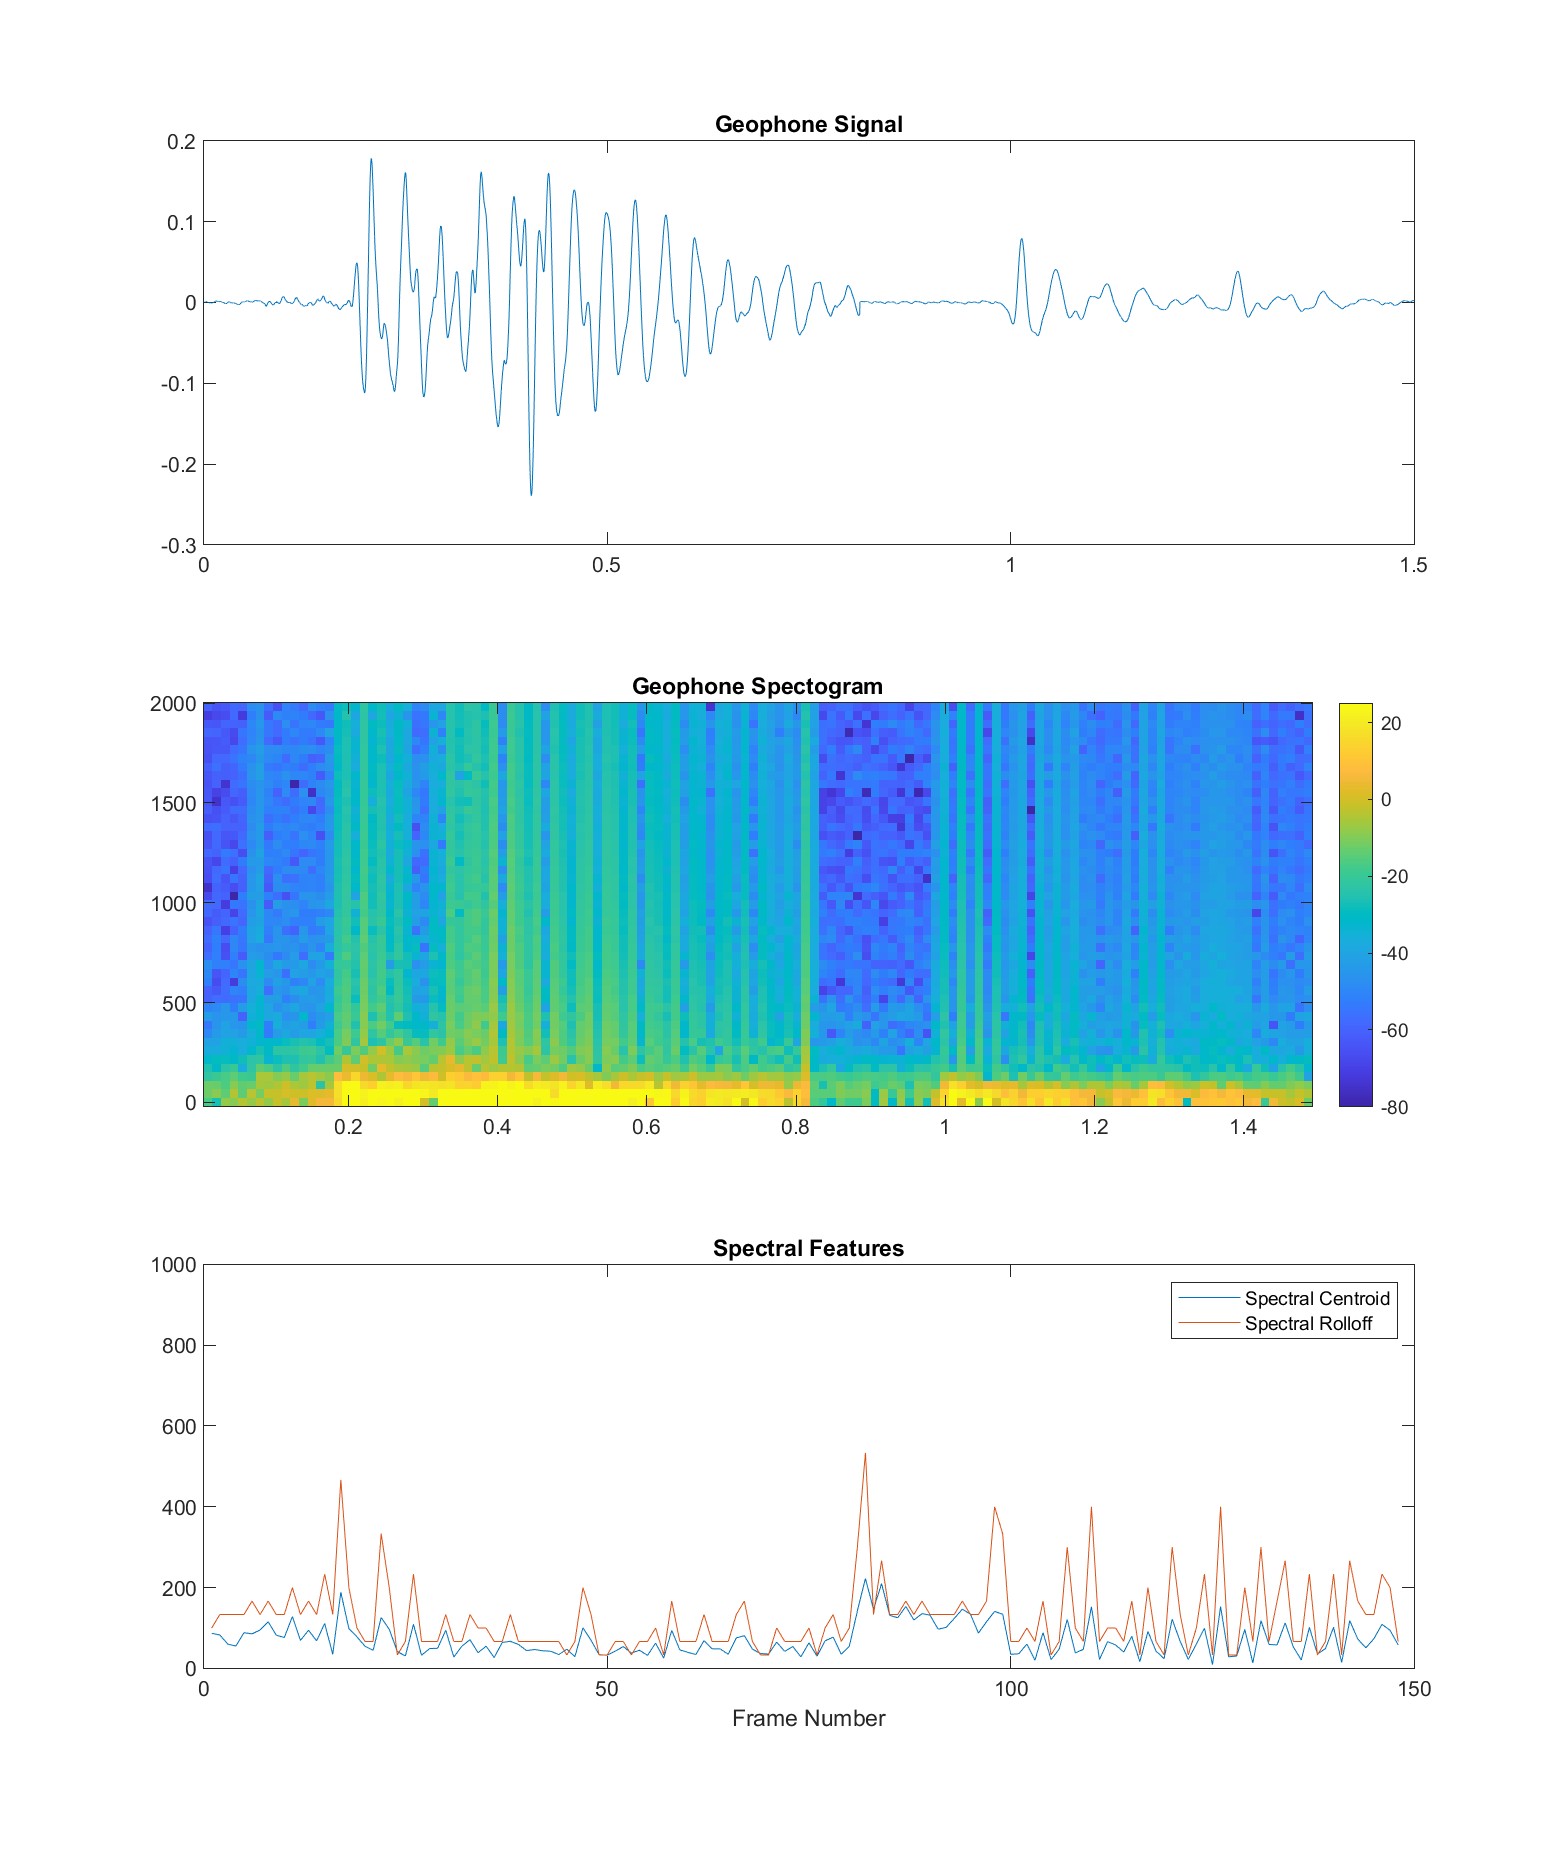 Geophone Signal
0.2
0.1
0
-0.1
-0.2
-0.3
0 0.5 1 1.5
Geophone Spectogram
2000
1500
1000
500
0
0.2 0.4 0.6 0.8 1 1.2 1.4
20
0
-20
-40
-60
-80
Spectral Features
1000
800
600
400
200
0
Spectral Centroid
Spectral Rolloff
0 50 100 150
Frame Number